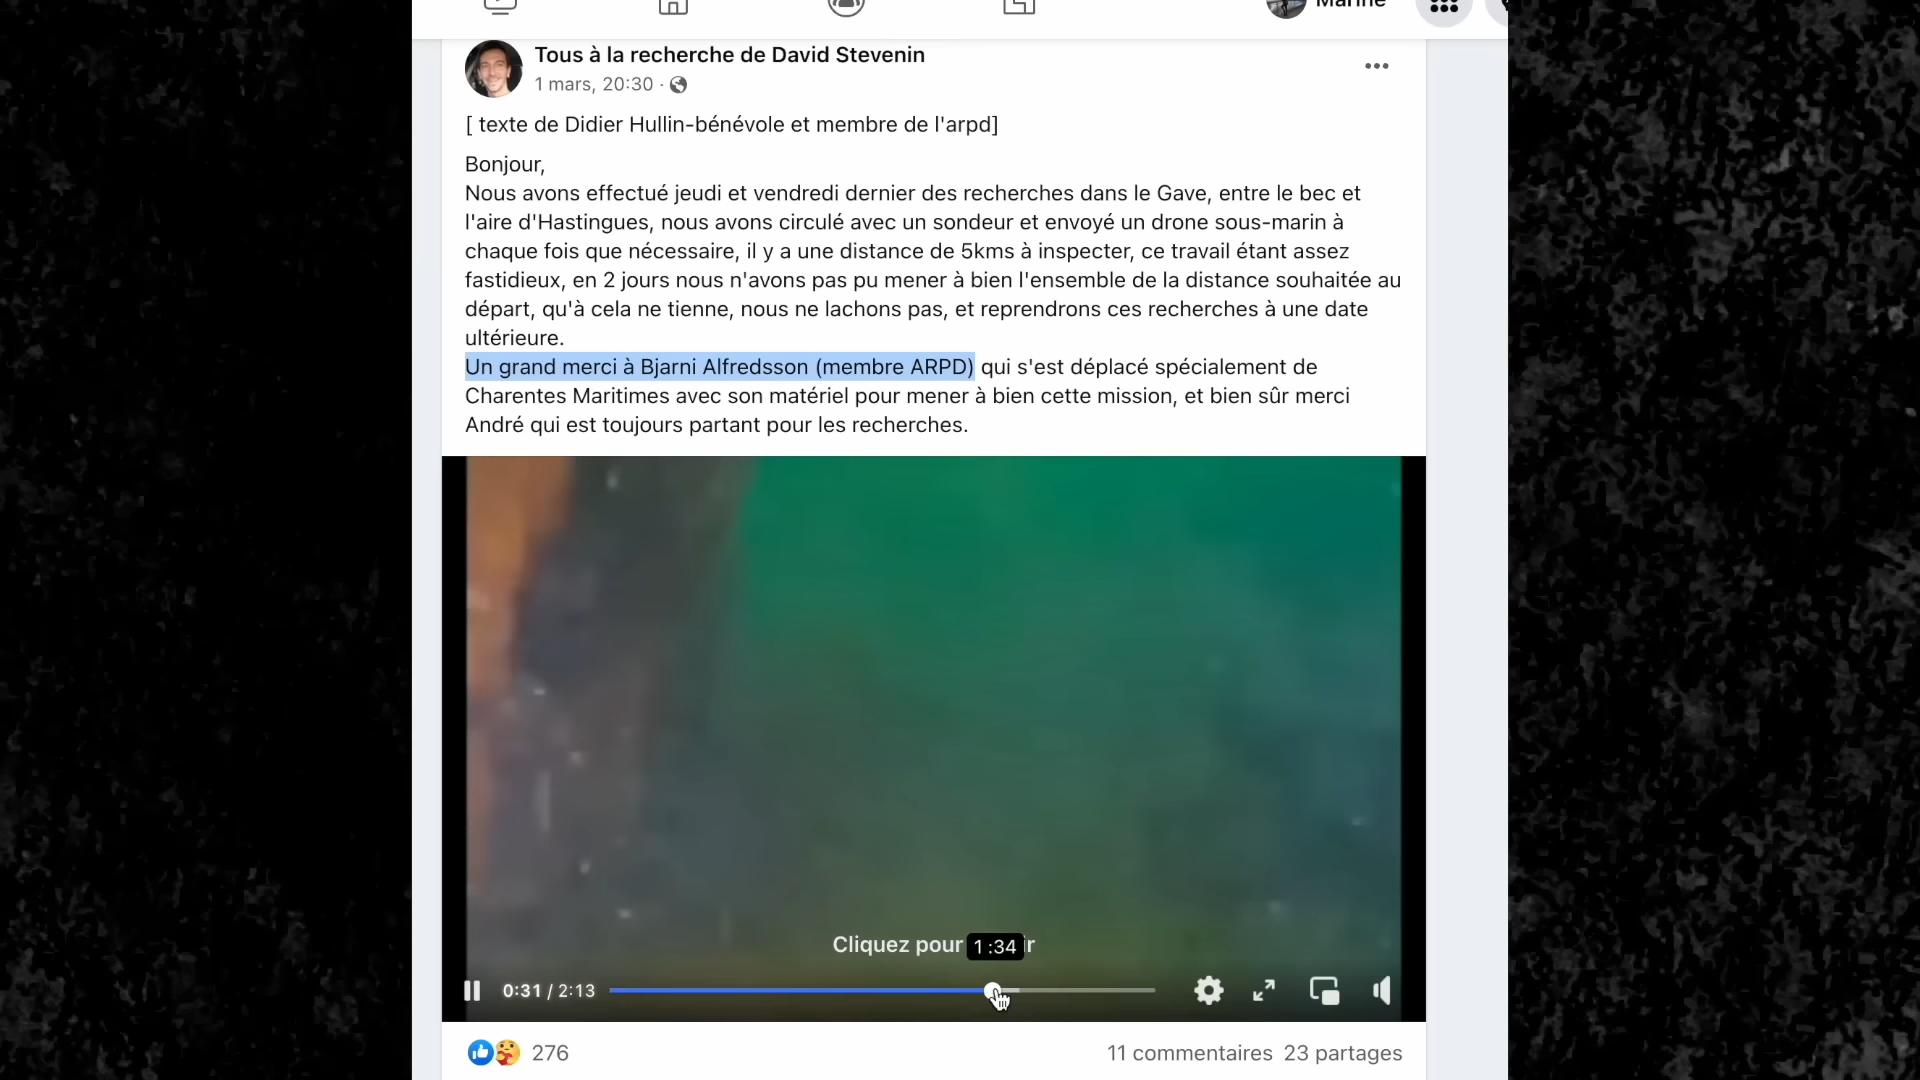 Marine
Tous à la recherche de David Stevenin
1 mars, 20:30 ·
[ texte de Didier Hullin-bénévole et membre de l'arpd]
Bonjour,
Nous avons effectué jeudi et vendredi dernier des recherches dans le Gave, entre le bec et
l'aire d'Hastingues, nous avons circulé avec un sondeur et envoyé un drone sous-marin à
chaque fois que nécessaire, il y a une distance de 5kms à inspecter, ce travail étant assez
fastidieux, en 2 jours nous n'avons pas pu mener à bien l'ensemble de la distance souhaitée au
départ, qu'à cela ne tienne, nous ne lachons pas, et reprendrons ces recherches à une date
ultérieure.
Un grand merci à Bjarni Alfredsson (membre ARPD) qui s'est déplacé spécialement de
Charentes Maritimes avec son matériel pour mener à bien cette mission, et bien sûr merci
André qui est toujours partant pour les recherches.
Cliquez pour
1:34
0:31 / 2:13
276
11 commentaires 23 partages